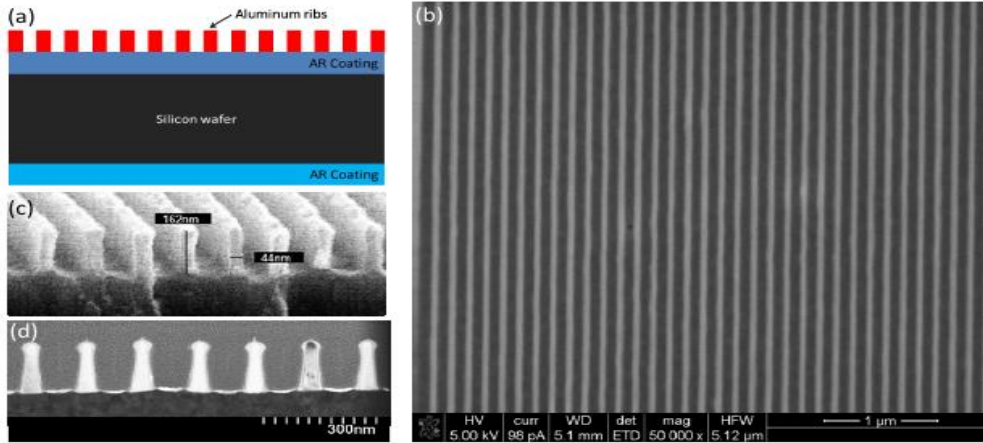 (a)
Aluminum ribs
AR Coating
Silicon wafer
AR Coating
(b)
HV curr WD det mag HFW
5.00 kV 98 pA 5.1 mm ETD 50 000 x 5.12 µm
1 µm
(c)
162nm
44nm
(d)
300nm